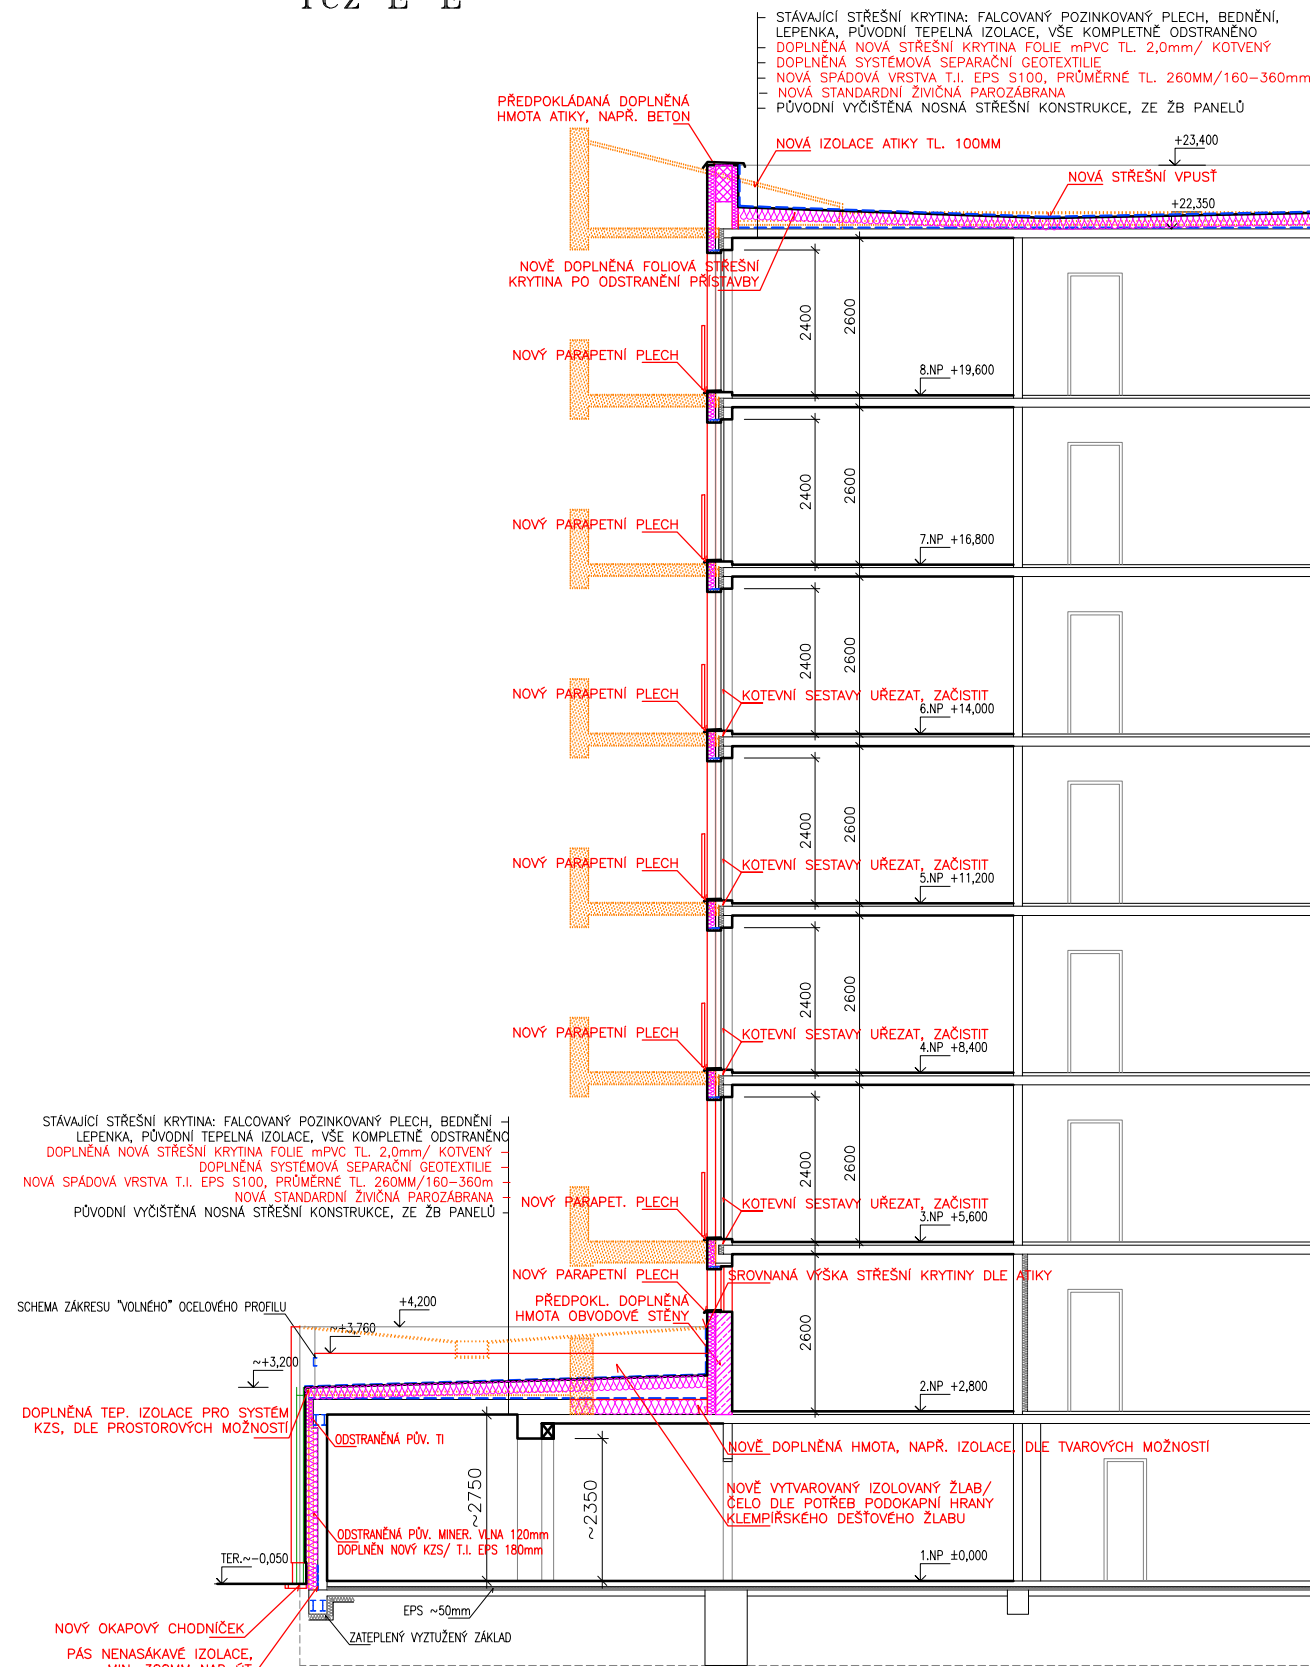 STÁVAJÍCÍ STŘEŠNÍ KRYTINA: FALCOVANÝ POZINKOVANÝ PLECH, BEDNĚNÍ,
LEPENKA, PŮVODNÍ TEPELNÁ IZOLACE, VŠE KOMPLETNĚ ODSTRANĚNO
DOPLNĚNÁ NOVÁ STŘEŠNÍ KRYTINA FOLIE mPVC TL. 2,0mm/ KOTVENÝ
DOPLNĚNÁ SYSTÉMOVÁ SEPARAČNÍ GEOTEXTILIE
NOVÁ SPÁDOVÁ VRSTVA T.I. EPS S100, PRŮMĚRNÉ TL. 260MM/160-360mm
NOVÁ STANDARDNÍ ŽIVIČNÁ PAROZÁBRANA
PŮVODNÍ VYČIŠTĚNÁ NOSNÁ STŘEŠNÍ KONSTRUKCE, ZE ŽB PANELŮ
PŘEDPOKLÁDANÁ DOPLNĚNÁ
HMOTA ATIKY, NAPŘ. BETON
NOVÁ IZOLACE ATIKY TL. 100MM
+23,400
NOVÁ STŘEŠNÍ VPUSŤ
+22,350
NOVĚ DOPLNĚNÁ FOLIOVÁ STŘEŠNÍ
KRYTINA PO ODSTRANĚNÍ PŘÍSTAVBY
2400
2600
NOVÝ PARAPETNÍ PLECH
8.NP +19,600
2400
2600
NOVÝ PARAPETNÍ PLECH
7.NP +16,800
2400
2600
NOVÝ PARAPETNÍ PLECH
KOTEVNÍ SESTAVY UŘEZAT, ZAČISTIT
6.NP +14,000
2400
2600
NOVÝ PARAPETNÍ PLECH
KOTEVNÍ SESTAVY UŘEZAT, ZAČISTIT
5.NP +11,200
2400
2600
NOVÝ PARAPETNÍ PLECH
KOTEVNÍ SESTAVY UŘEZAT, ZAČISTIT
4.NP +8,400
2400
2600
STÁVAJÍCÍ STŘEŠNÍ KRYTINA: FALCOVANÝ POZINKOVANÝ PLECH, BEDNĚNÍ
LEPENKA, PŮVODNÍ TEPELNÁ IZOLACE, VŠE KOMPLETNĚ ODSTRANĚNO
DOPLNĚNÁ NOVÁ STŘEŠNÍ KRYTINA FOLIE mPVC TL. 2,0mm/ KOTVENÝ
DOPLNĚNÁ SYSTÉMOVÁ SEPARAČNÍ GEOTEXTILIE
NOVÁ SPÁDOVÁ VRSTVA T.I. EPS S100, PRŮMĚRNÉ TL. 260MM/160-360m
NOVÁ STANDARDNÍ ŽIVIČNÁ PAROZÁBRANA
PŮVODNÍ VYČIŠTĚNÁ NOSNÁ STŘEŠNÍ KONSTRUKCE, ZE ŽB PANELŮ
NOVÝ PARAPET. PLECH
KOTEVNÍ SESTAVY UŘEZAT, ZAČISTIT
3.NP +5,600
NOVÝ PARAPETNÍ PLECH
SROVNANÁ VÝŠKA STŘEŠNÍ KRYTINY DLE ATIKY
PŘEDPOKL. DOPLNĚNÁ
HMOTA OBVODOVÉ STĚNY
SCHEMA ZÁKRESU "VOLNÉHO" OCELOVÉHO PROFILU
+4,200
~+3,760
~+3,200
2600
2.NP +2,800
DOPLNĚNÁ TEP. IZOLACE PRO SYSTÉM
KZS, DLE PROSTOROVÝCH MOŽNOSTÍ
ODSTRANĚNÁ PŮV. TI
NOVĚ DOPLNĚNÁ HMOTA, NAPŘ. IZOLACE, DLE TVAROVÝCH MOŽNOSTÍ
~2750
~2350
NOVĚ VYTVAROVANÝ IZOLOVANÝ ŽLAB/
ČELO DLE POTŘEB PODOKAPNÍ HRANY
KLEMPÍŘSKÉHO DEŠŤOVÉHO ŽLABU
ODSTRANĚNÁ PŮV. MINER. VLNA 120mm
DOPLNĚN NOVÝ KZS/ T.I. EPS 180mm
TER.~-0,050
1.NP ±0,000
EPS ~50mm
NOVÝ OKAPOVÝ CHODNÍČEK
ZATEPLENÝ VYZTUŽENÝ ZÁKLAD
PÁS NENASÁKAVÉ IZOLACE,